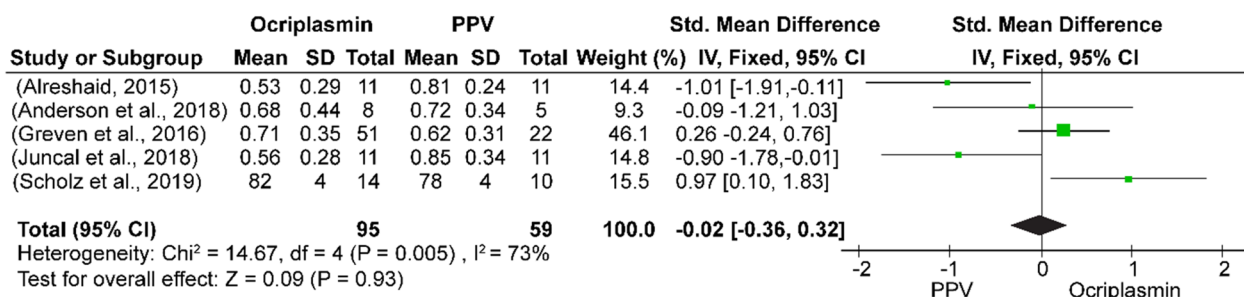 Ocriplasmin PPV Std. Mean Difference Std. Mean Difference
Study or Subgroup Mean SD Total Mean SD Total Weight (%) IV, Fixed, 95% CI IV, Fixed, 95% CI
(Alreshaid, 2015) 0.53 0.29 11 0.81 0.24 11 14.4 -1.01 [-1.91,-0.11]
(Anderson et al., 2018) 0.68 0.44 8 0.72 0.34 5 9.3 -0.09 -1.21, 1.03]
(Greven et al., 2016) 0.71 0.35 51 0.62 0.31 22 46.1 0.26 -0.24, 0.76]
(Juncal et al., 2018) 0.56 0.28 11 0.85 0.34 11 14.8 -0.90 -1.78,-0.01]
(Scholz et al., 2019) 82 4 14 78 4 10 15.5 0.97 [0.10, 1.83]
Total (95% CI) 95 59 100.0 -0.02 [-0.36, 0.32]
Heterogeneity: Chi² = 14.67, df = 4 (P = 0.005) , I² = 73%
Test for overall effect: Z = 0.09 (P = 0.93)
-2 -1 0 1 2
PPV Ocriplasmin